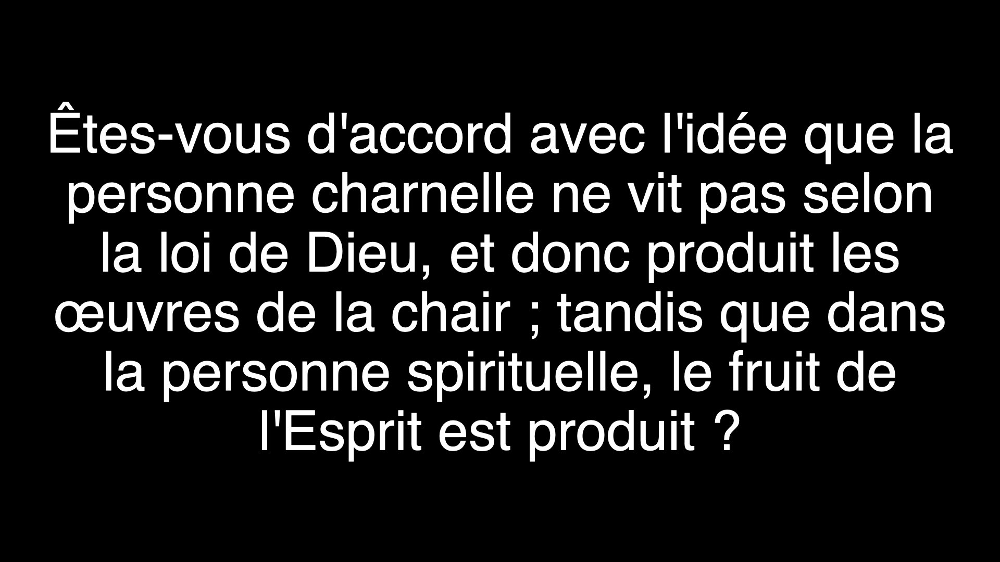 Êtes-vous d'accord avec l'idée que la
personne charnelle ne vit pas selon
la loi de Dieu, et donc produit les
œuvres de la chair ; tandis que dans
la personne spirituelle, le fruit de
l'Esprit est produit ?